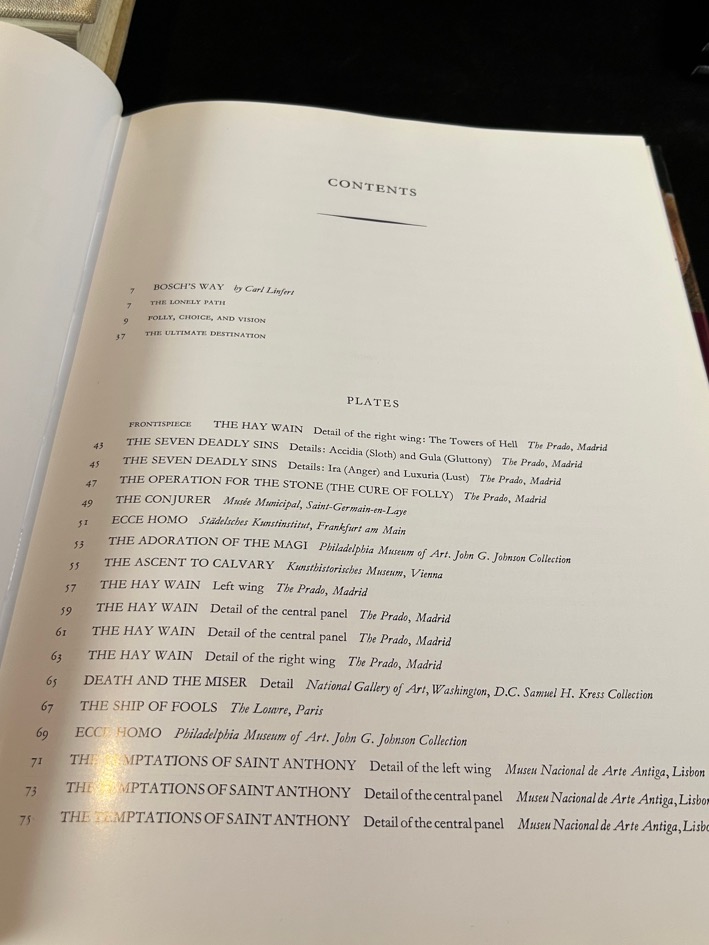 CONTENTS
7 BOSCH'S WAY by Carl Linfert
7 THE LONELY PATH
9 FOLLY, CHOICE, AND VISION
37 THE ULTIMATE DESTINATION
PLATES
FRONTISPIECE THE HAY WAIN Detail of the right wing: The Towers of Hell The Prado, Madrid
43 THE SEVEN DEADLY SINS Details: Accidia (Sloth) and Gula (Gluttony) The Prado, Madrid
45 THE SEVEN DEADLY SINS Details: Ira (Anger) and Luxuria (Lust) The Prado, Madrid
47 THE OPERATION FOR THE STONE (THE CURE OF FOLLY) The Prado, Madrid
49 THE CONJURER Musée Municipal, Saint-Germain-en-Laye
51 ECCE HOMO Städelsches Kunstinstitut, Frankfurt am Main
53 THE ADORATION OF THE MAGI Philadelphia Museum of Art. John G. Johnson Collection
55 THE ASCENT TO CALVARY Kunsthistorisches Museum, Vienna
57 THE HAY WAIN Left wing The Prado, Madrid
59 THE HAY WAIN Detail of the central panel The Prado, Madrid
61 THE HAY WAIN Detail of the central panel The Prado, Madrid
63 THE HAY WAIN Detail of the right wing The Prado, Madrid
65 DEATH AND THE MISER Detail National Gallery of Art, Washington, D.C. Samuel H. Kress Collection
67 THE SHIP OF FOOLS The Louvre, Paris
69 ECCE HOMO Philadelphia Museum of Art. John G. Johnson Collection
71 THE TEMPTATIONS OF SAINT ANTHONY Detail of the left wing Museu Nacional de Arte Antiga, Lisbon
73 THE TEMPTATIONS OF SAINT ANTHONY Detail of the central panel Museu Nacional de Arte Antiga, Lisbon
75 THE TEMPTATIONS OF SAINT ANTHONY Detail of the central panel Museu Nacional de Arte Antiga, Lisb